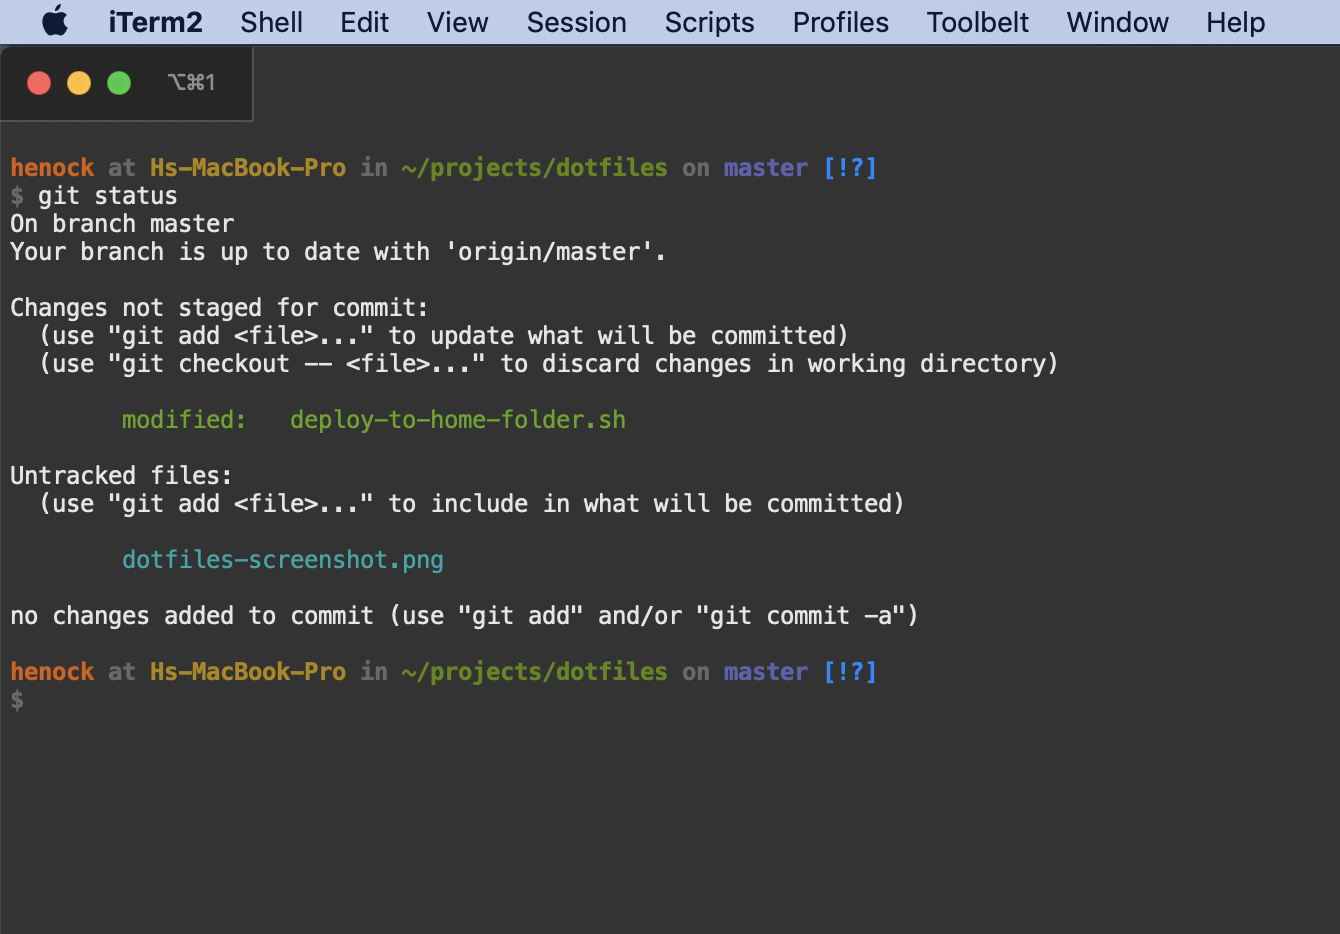 iTerm2 Shell Edit View Session Scripts Profiles Toolbelt Window Help
⌥⌘1
henock at Hs-MacBook-Pro in ~/projects/dotfiles on master [!?]
$ git status
On branch master
Your branch is up to date with 'origin/master'.
Changes not staged for commit:
  (use "git add <file>..." to update what will be committed)
  (use "git checkout -- <file>..." to discard changes in working directory)
        modified:   deploy-to-home-folder.sh
Untracked files:
  (use "git add <file>..." to include in what will be committed)
        dotfiles-screenshot.png
no changes added to commit (use "git add" and/or "git commit -a")
henock at Hs-MacBook-Pro in ~/projects/dotfiles on master [!?]
$